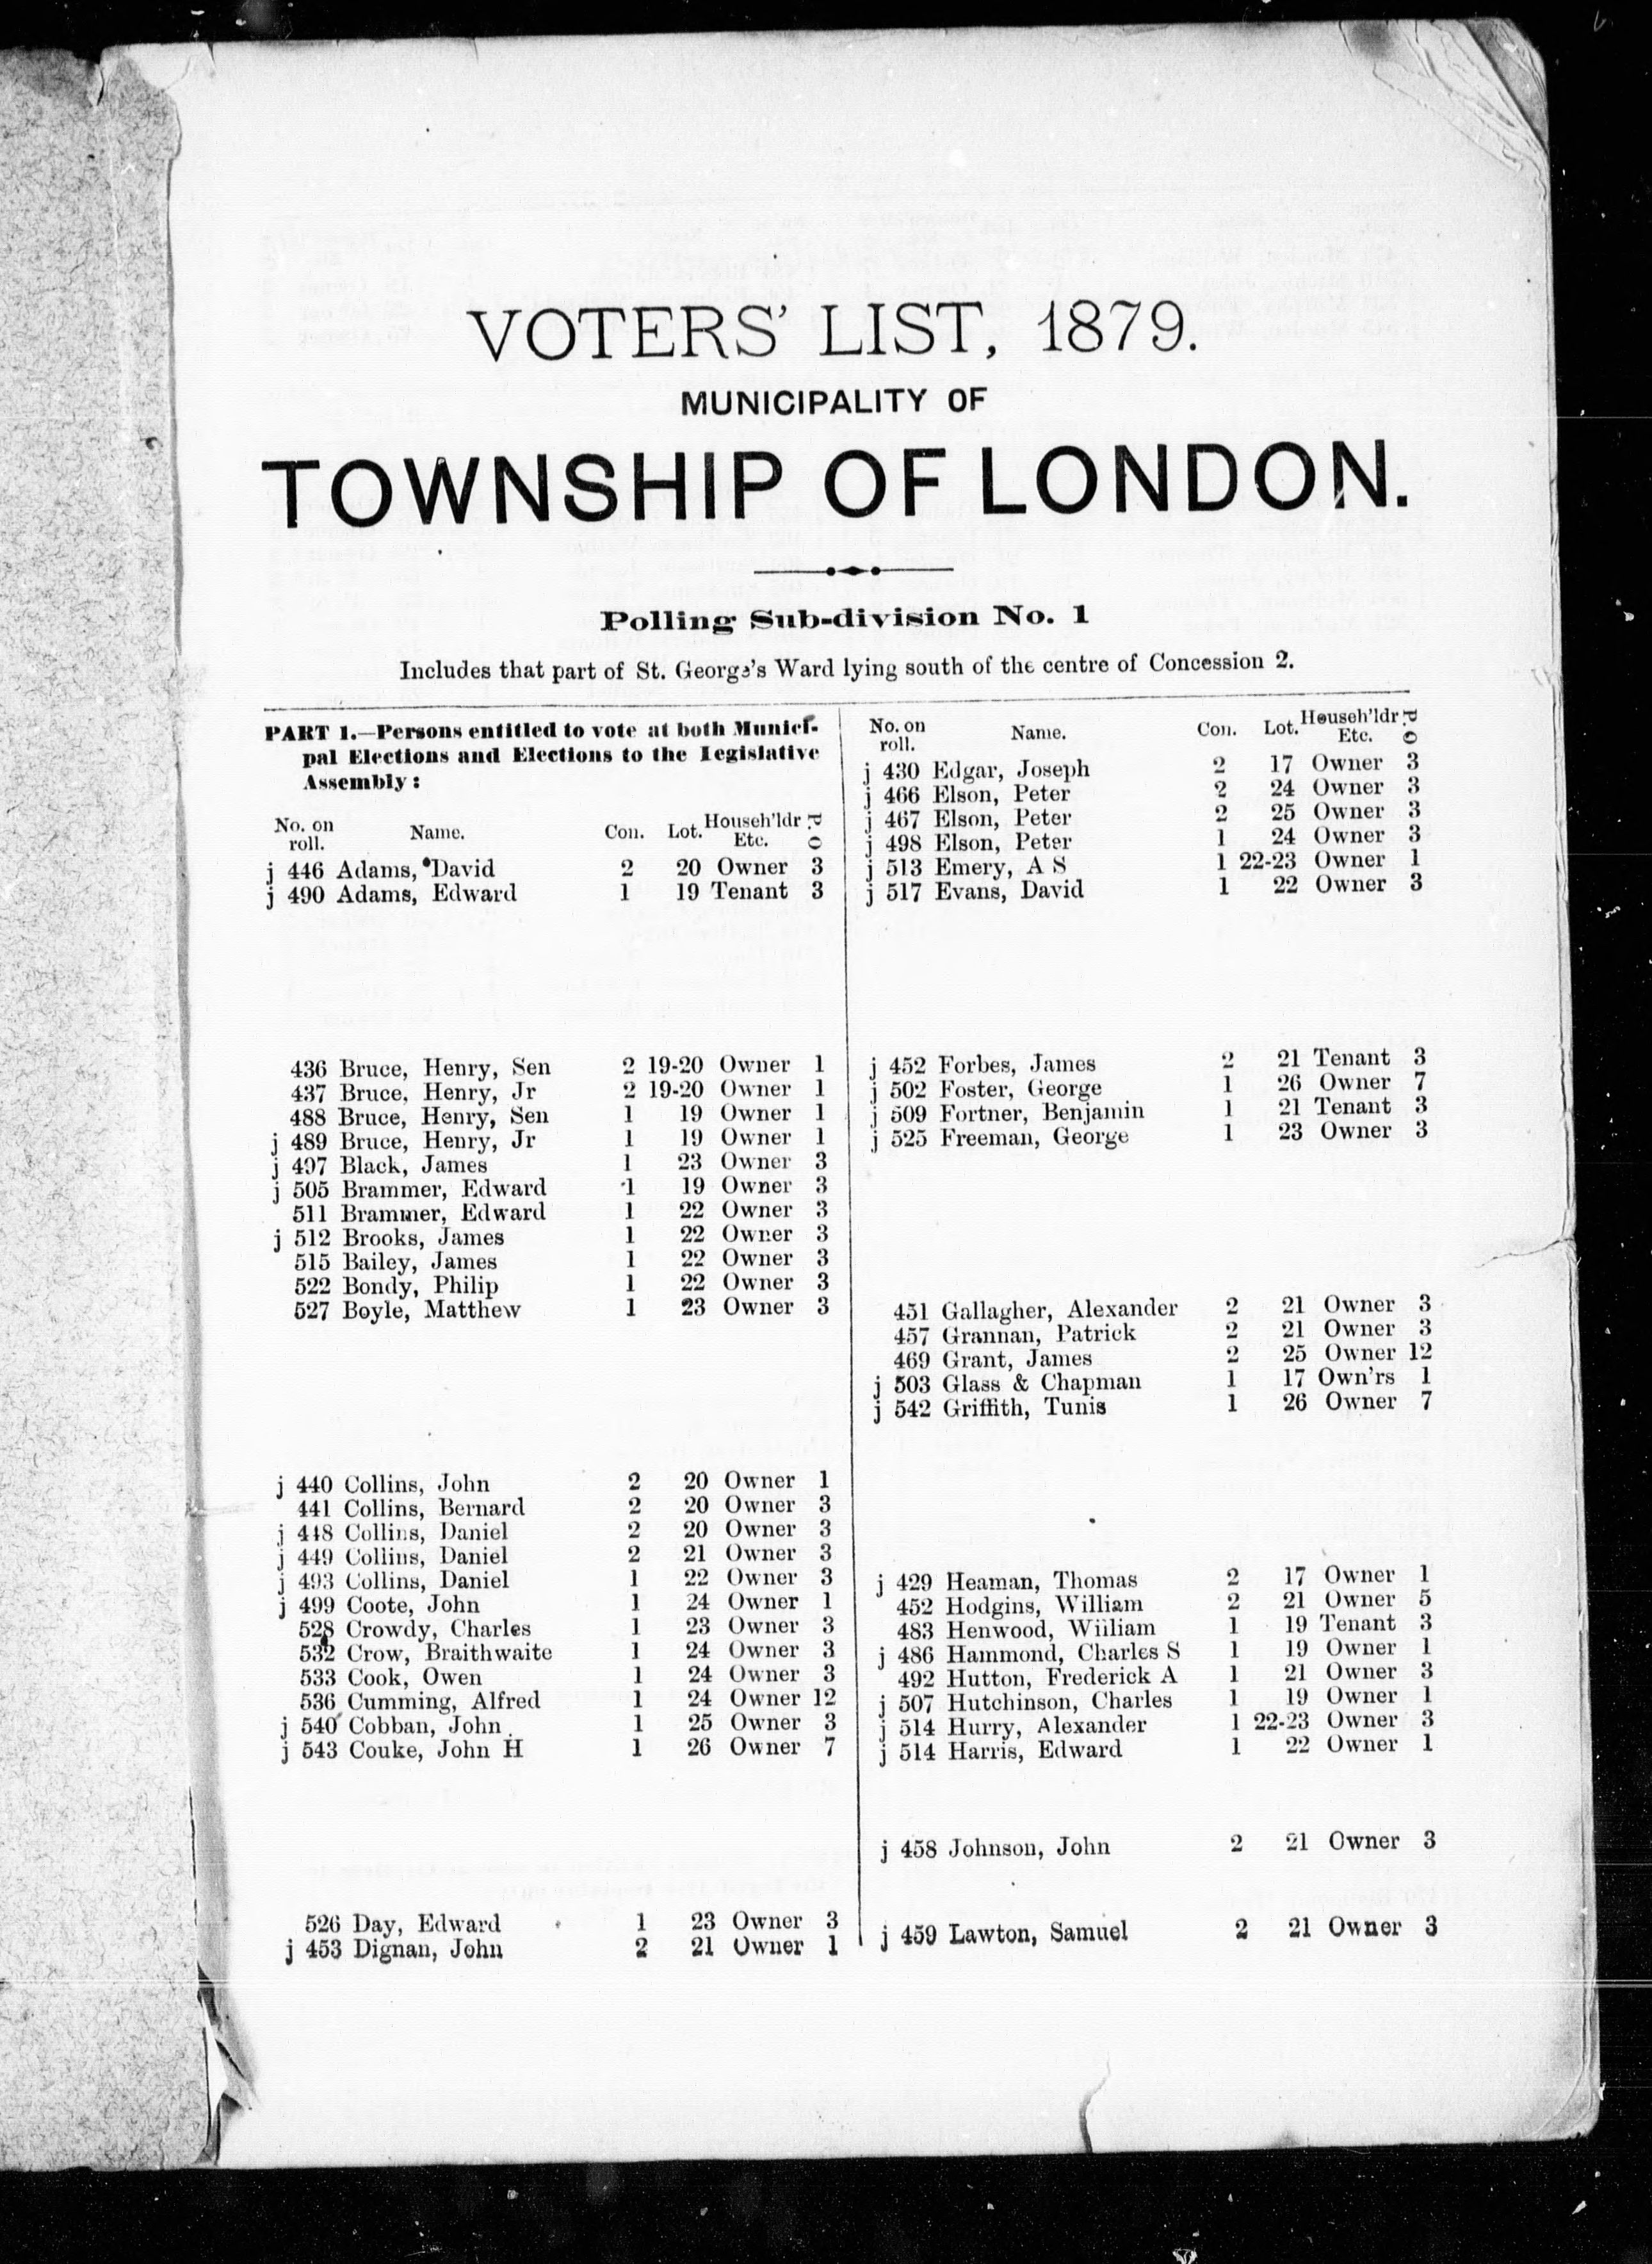 VOTERS' LIST, 1879.
MUNICIPALITY OF
TOWNSHIP OF LONDON.
Polling Sub-division No. 1
Includes that part of St. George's Ward lying south of the centre of Concession 2.
PART 1.—Persons entitled to vote at both Munici-
pal Elections and Elections to the Legislative
Assembly:
No. on roll. Name. Con. Lot. Househ'ldr Etc. P O
j 446 Adams, David 2 20 Owner 3
j 490 Adams, Edward 1 19 Tenant 3
436 Bruce, Henry, Sen 2 19-20 Owner 1
437 Bruce, Henry, Jr 2 19-20 Owner 1
488 Bruce, Henry, Sen 1 19 Owner 1
j 489 Bruce, Henry, Jr 1 19 Owner 1
j 497 Black, James 1 23 Owner 3
j 505 Brammer, Edward 1 19 Owner 3
511 Brammer, Edward 1 22 Owner 3
j 512 Brooks, James 1 22 Owner 3
515 Bailey, James 1 22 Owner 3
522 Bondy, Philip 1 22 Owner 3
527 Boyle, Matthew 1 23 Owner 3
j 440 Collins, John 2 20 Owner 1
441 Collins, Bernard 2 20 Owner 3
j 448 Collins, Daniel 2 20 Owner 3
j 449 Collins, Daniel 2 21 Owner 3
j 493 Collins, Daniel 1 22 Owner 3
j 499 Coote, John 1 24 Owner 1
528 Crowdy, Charles 1 23 Owner 3
532 Crow, Braithwaite 1 24 Owner 3
533 Cook, Owen 1 24 Owner 3
536 Cumming, Alfred 1 24 Owner 12
j 540 Cobban, John 1 25 Owner 3
j 543 Couke, John H 1 26 Owner 7
526 Day, Edward 1 23 Owner 3
j 453 Dignan, John 2 21 Owner 1
No. on roll. Name. Con. Lot. Househ'ldr Etc. P O
j 430 Edgar, Joseph 2 17 Owner 3
j 466 Elson, Peter 2 24 Owner 3
j 467 Elson, Peter 2 25 Owner 3
j 498 Elson, Peter 1 24 Owner 3
j 513 Emery, A S 1 22-23 Owner 1
j 517 Evans, David 1 22 Owner 3
j 452 Forbes, James 2 21 Tenant 3
j 502 Foster, George 1 26 Owner 7
j 509 Fortner, Benjamin 1 21 Tenant 3
j 525 Freeman, George 1 23 Owner 3
451 Gallagher, Alexander 2 21 Owner 3
457 Grannan, Patrick 2 21 Owner 3
469 Grant, James 2 25 Owner 12
j 503 Glass & Chapman 1 17 Own'rs 1
j 542 Griffith, Tunis 1 26 Owner 7
j 429 Heaman, Thomas 2 17 Owner 1
452 Hodgins, William 2 21 Owner 5
483 Henwood, Wiiliam 1 19 Tenant 3
j 486 Hammond, Charles S 1 19 Owner 1
492 Hutton, Frederick A 1 21 Owner 3
j 507 Hutchinson, Charles 1 19 Owner 1
j 514 Hurry, Alexander 1 22-23 Owner 3
j 514 Harris, Edward 1 22 Owner 1
j 458 Johnson, John 2 21 Owner 3
j 459 Lawton, Samuel 2 21 Owner 3